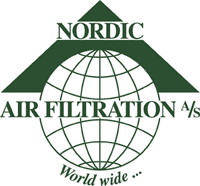 NORDIC
AIR FILTRATION A/S
World wide ...